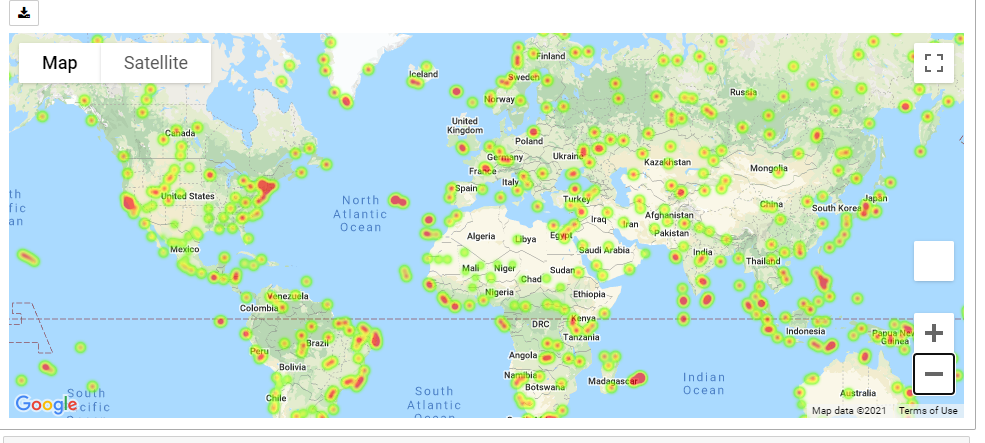 Map
Satellite
Iceland
Finland
Sweden
Norway
Russia
Canada
United
Kingdom
Poland
Germany
Ukraine
Kazakhstan
Mongolia
France
Italy
Spain
Turkey
United States
North
Atlantic
Ocean
China
South Korea
Japan
Afghanistan
Iraq
Iran
Pakistan
Algeria
Libya
Egypt
Saudi Arabia
Mexico
India
Thailand
Mali
Niger
Chad
Sudan
Nigeria
Ethiopia
Venezuela
Colombia
Kenya
DRC
Tanzania
Indonesia
Papua New
Guinea
Brazil
Peru
Bolivia
Angola
Namibia
Botswana
Madagascar
Indian
Ocean
South
Atlantic
Ocean
South
Pacific
Chile
Australia
Google
Map data ©2021
Terms of Use